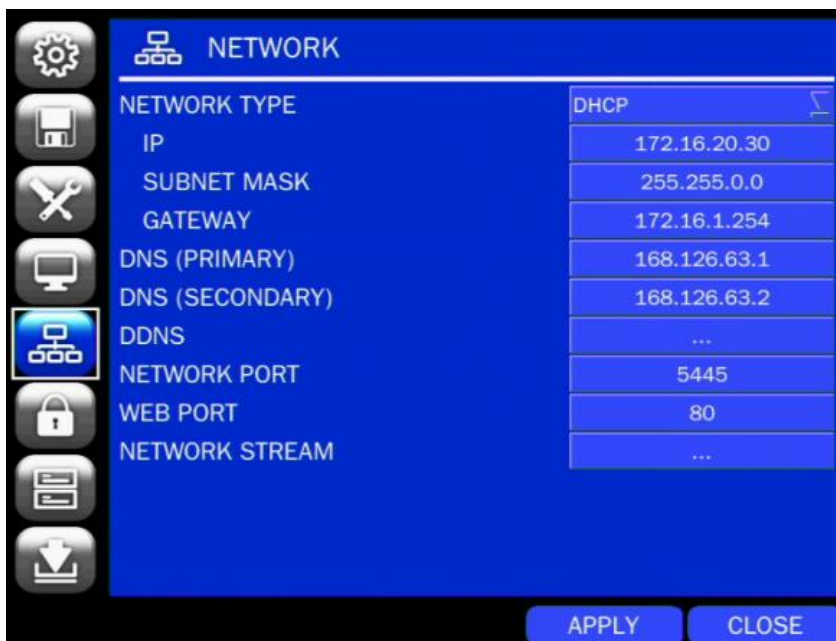 NETWORK
NETWORK TYPE DHCP
IP 172.16.20.30
SUBNET MASK 255.255.0.0
GATEWAY 172.16.1.254
DNS (PRIMARY) 168.126.63.1
DNS (SECONDARY) 168.126.63.2
DDNS ...
NETWORK PORT 5445
WEB PORT 80
NETWORK STREAM ...
APPLY CLOSE